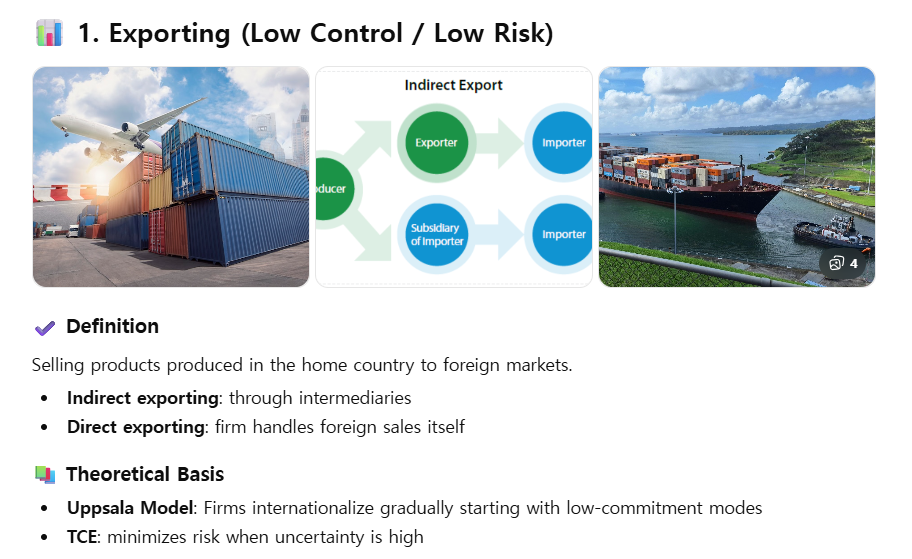 1. Exporting (Low Control / Low Risk)
Indirect Export
Exporter
Importer
Subsidiary
of Importer
Importer
4
Definition
Selling products produced in the home country to foreign markets.
• Indirect exporting: through intermediaries
• Direct exporting: firm handles foreign sales itself
Theoretical Basis
• Uppsala Model: Firms internationalize gradually starting with low-commitment modes
• TCE: minimizes risk when uncertainty is high